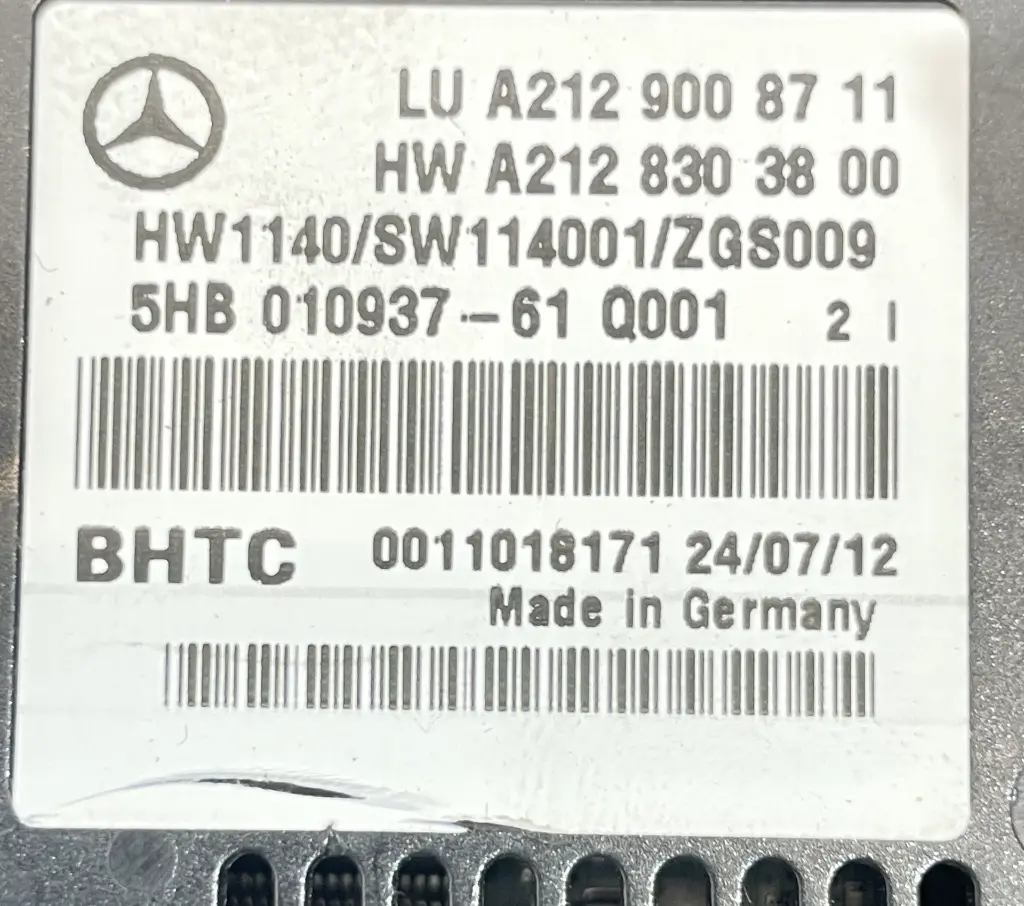 LU A212 900 87 11
HW A212 830 38 00
HW1140/SW114001/ZGS009
5HB 010937-61 Q001 2 I
BHTC 0011018171 24/07/12
Made in Germany